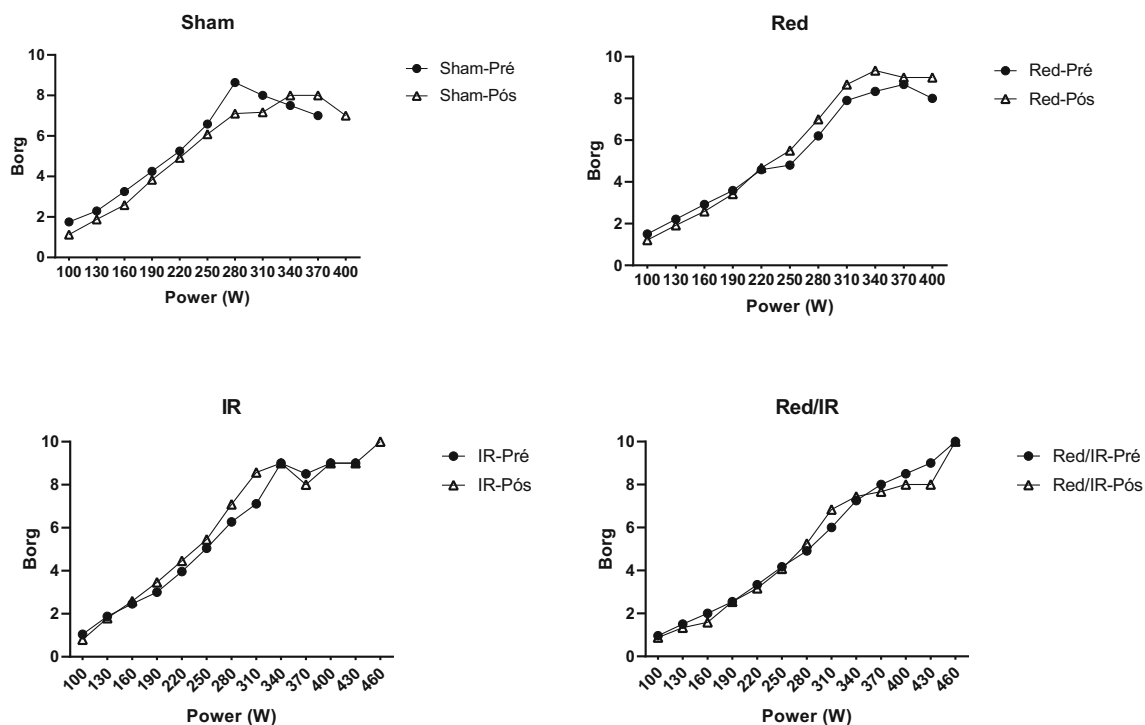 Sham
10
8
6
4
2
0
Borg
100 130 160 190 220 250 280 310 340 370 400
Power (W)
Sham-Pré
Sham-Pós
Red
10
8
6
4
2
0
Borg
100 130 160 190 220 250 280 310 340 370 400
Power (W)
Red-Pré
Red-Pós
IR
10
8
6
4
2
0
Borg
100 130 160 190 220 250 280 310 340 370 400 430 460
Power (W)
IR-Pré
IR-Pós
Red/IR
10
8
6
4
2
0
Borg
100 130 160 190 220 250 280 310 340 370 400 430 460
Power (W)
Red/IR-Pré
Red/IR-Pós